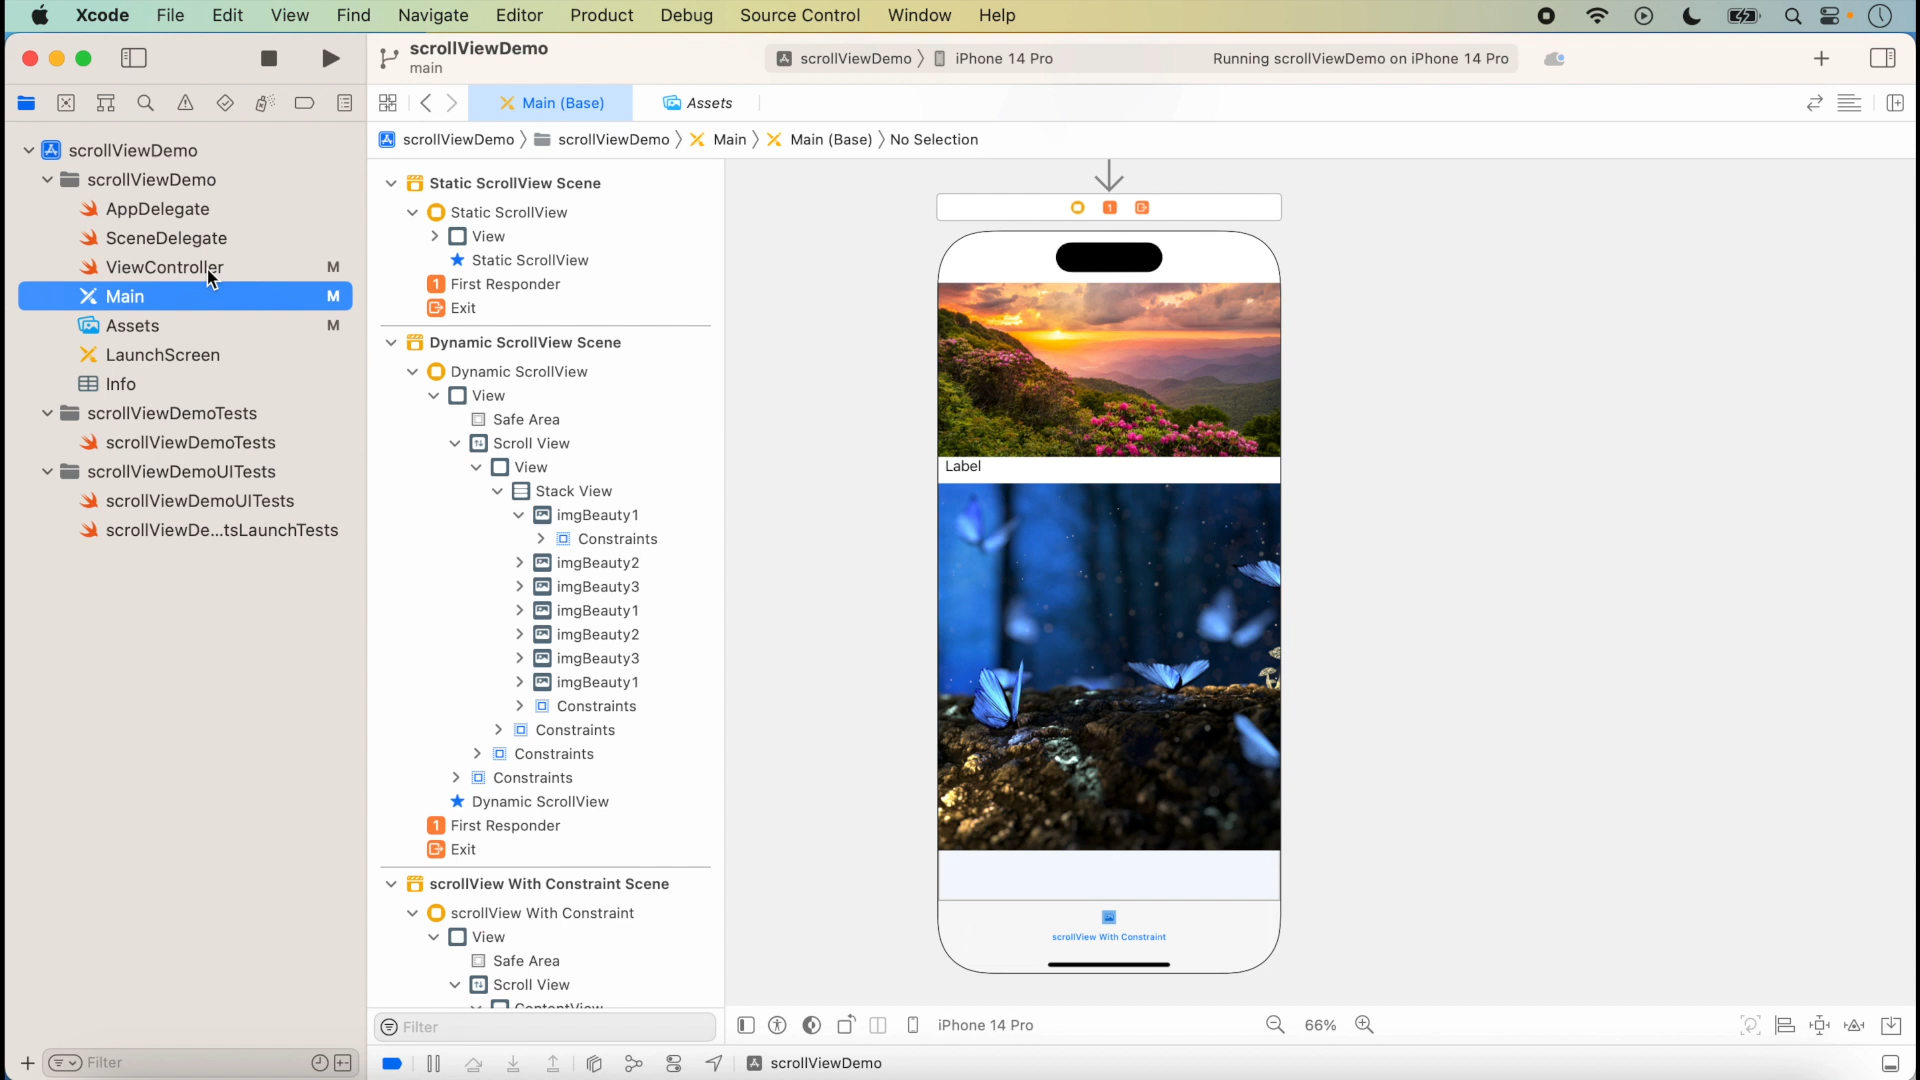 Xcode File Edit View Find Navigate Editor Product Debug Source Control Window Help
scrollViewDemo
main
scrollViewDemo iPhone 14 Pro Running scrollViewDemo on iPhone 14 Pro
Main (Base) Assets
scrollViewDemo scrollViewDemo Main Main (Base) No Selection
scrollViewDemo
scrollViewDemo
AppDelegate
SceneDelegate
ViewController M
Main M
Assets M
LaunchScreen
Info
scrollViewDemoTests
scrollViewDemoTests
scrollViewDemoUITests
scrollViewDemoUITests
scrollViewDe...tsLaunchTests
Static ScrollView Scene
Static ScrollView
View
Static ScrollView
1 First Responder
Exit
Dynamic ScrollView Scene
Dynamic ScrollView
View
Safe Area
Scroll View
View
Stack View
imgBeauty1
Constraints
imgBeauty2
imgBeauty3
imgBeauty1
imgBeauty2
imgBeauty3
imgBeauty1
Constraints
Constraints
Constraints
Constraints
Dynamic ScrollView
1 First Responder
Exit
scrollView With Constraint Scene
scrollView With Constraint
View
Safe Area
Scroll View
ContentView
1
Label
scrollView With Constraint
Filter
iPhone 14 Pro 66%
Filter
scrollViewDemo